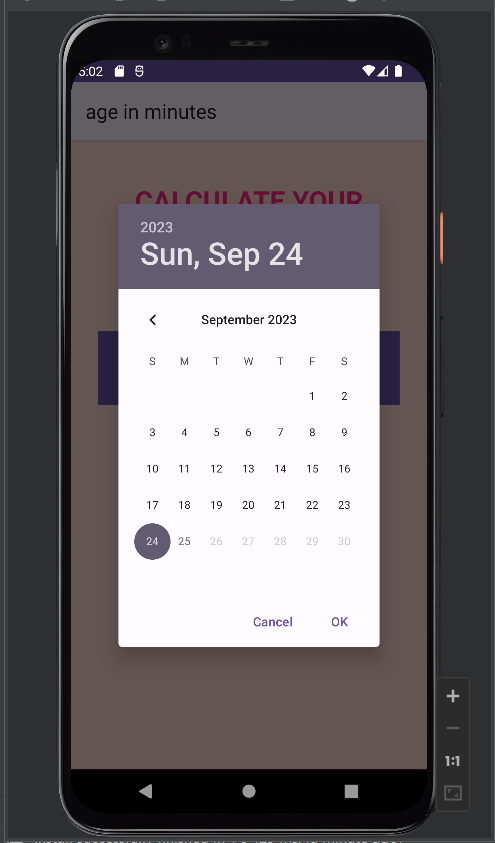 5:02
age in minutes
CALCULATE YOUR
2023
Sun, Sep 24
September 2023
S M T W T F S
1 2
3 4 5 6 7 8 9
10 11 12 13 14 15 16
17 18 19 20 21 22 23
24 25 26 27 28 29 30
Cancel OK
1:1